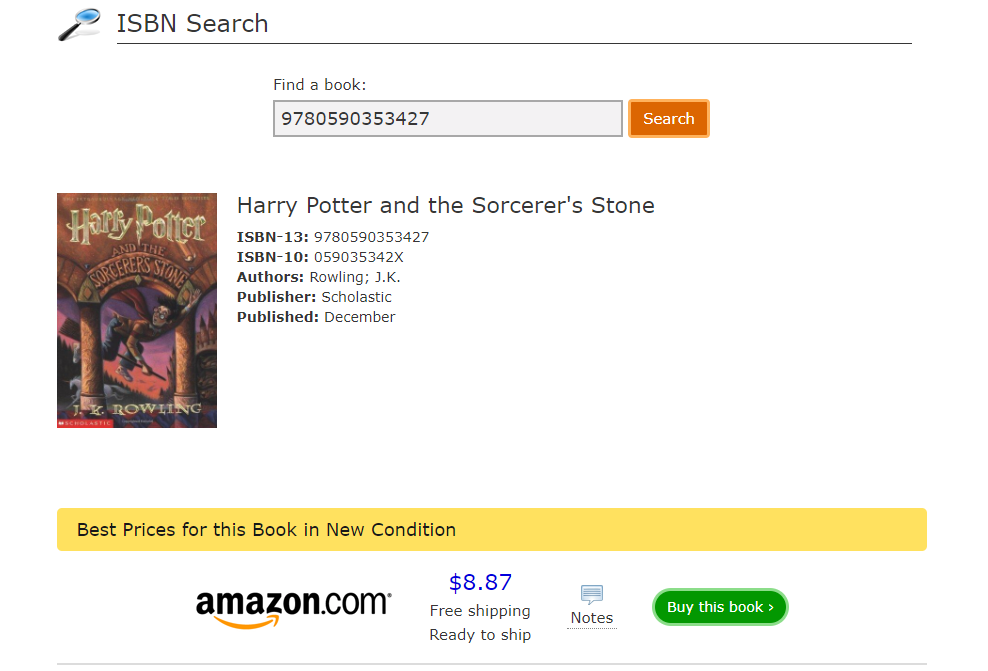 ISBN Search
Find a book:
9780590353427
Search
Harry Potter
AND THE
SORCERER'S STONE
J. K. ROWLING
SCHOLASTIC
Harry Potter and the Sorcerer's Stone
ISBN-13: 9780590353427
ISBN-10: 059035342X
Authors: Rowling; J.K.
Publisher: Scholastic
Published: December
Best Prices for this Book in New Condition
amazon.com
$8.87
Free shipping
Ready to ship
Notes
Buy this book ›